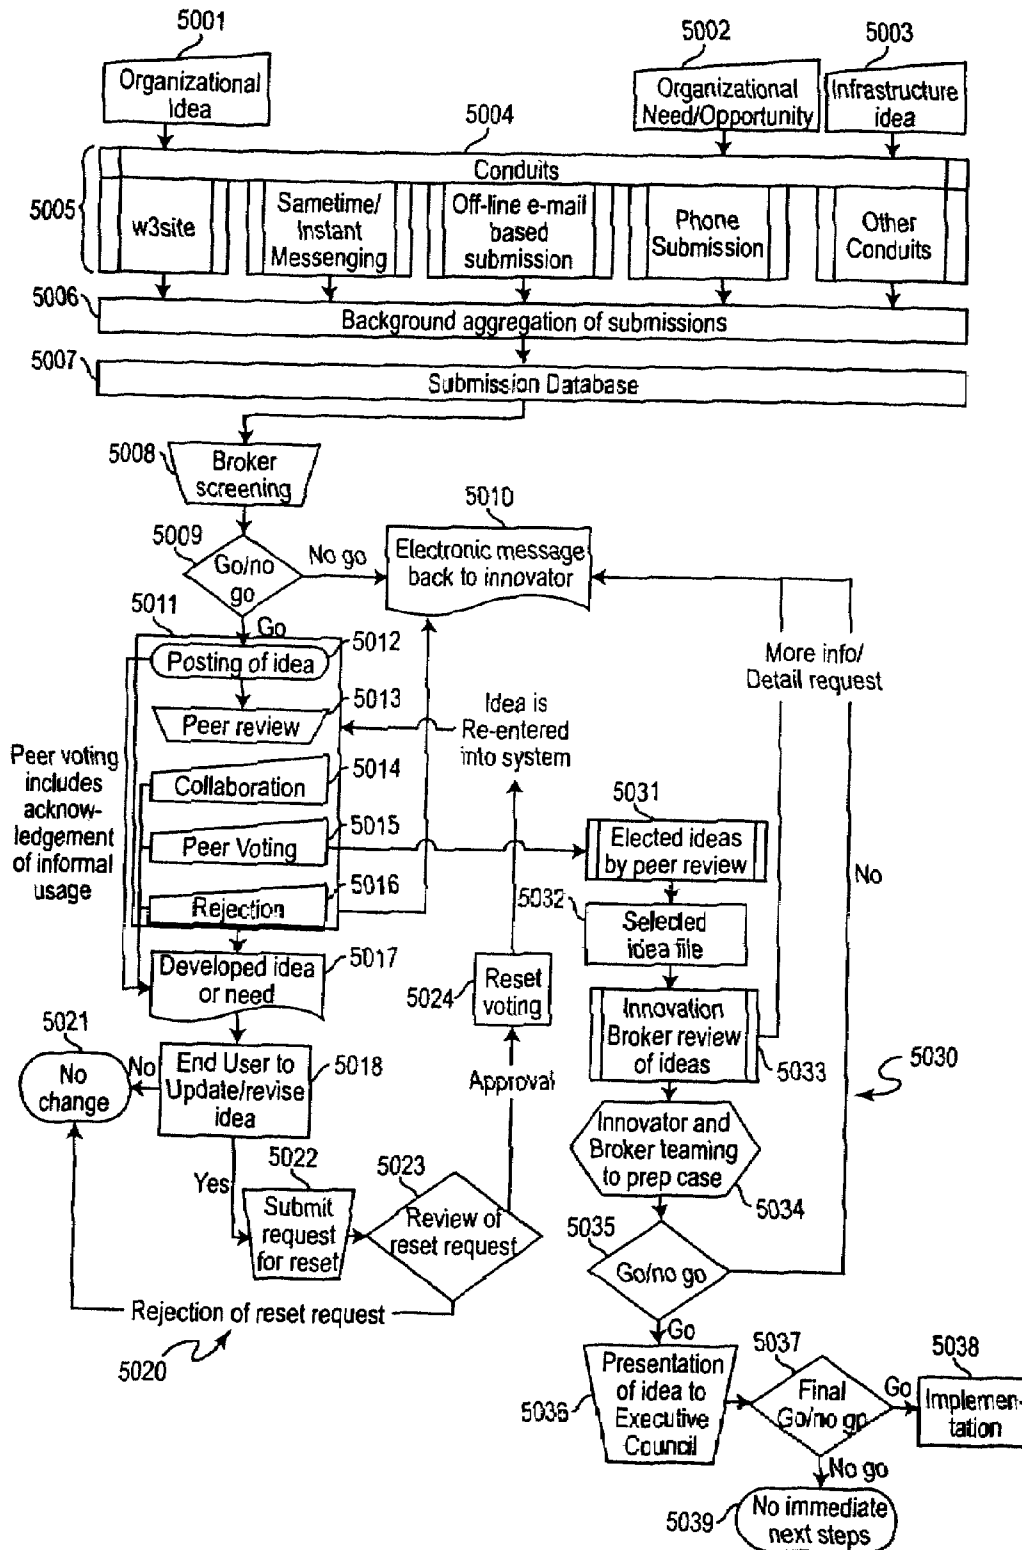 5001
5002
5003
Organizational
Idea
Organizational
Need/Opportunity
Infrastructure
idea
5004
Conduits
5005
w3site
Sametime/
Instant
Messenging
Off-line e-mail
based
submission
Phone
Submission
Other
Conduits
5006
Background aggregation of submissions
5007
Submission Database
5008
Broker
screening
5009
Go/no
go
No go
5010
Electronic message
back to innovator
5011
Go
5012
Posting of idea
5013
Peer review
Idea is
Re-entered
into system
More info/
Detail request
Peer voting
includes
acknow-
ledgement
of informal
usage
5014
Collaboration
5015
Peer Voting
5016
Rejection
5031
Elected ideas
by peer review
No
5032
Selected
idea file
5017
Developed idea
or need
5024
Reset
voting
Innovation
Broker review
of ideas
5033
5030
5021
No
change
No
End User to
Update/revise
idea
5018
Approval
Innovator and
Broker teaming
to prep case
5034
Yes
5022
Submit
request
for reset
5023
Review of
reset request
5035
Go/no go
Rejection of reset request
5020
Go
5036
Presentation
of idea to
Executive
Council
5037
Final
Go/no go
Go
5038
Implemen-
tation
No go
5039
No immediate
next steps